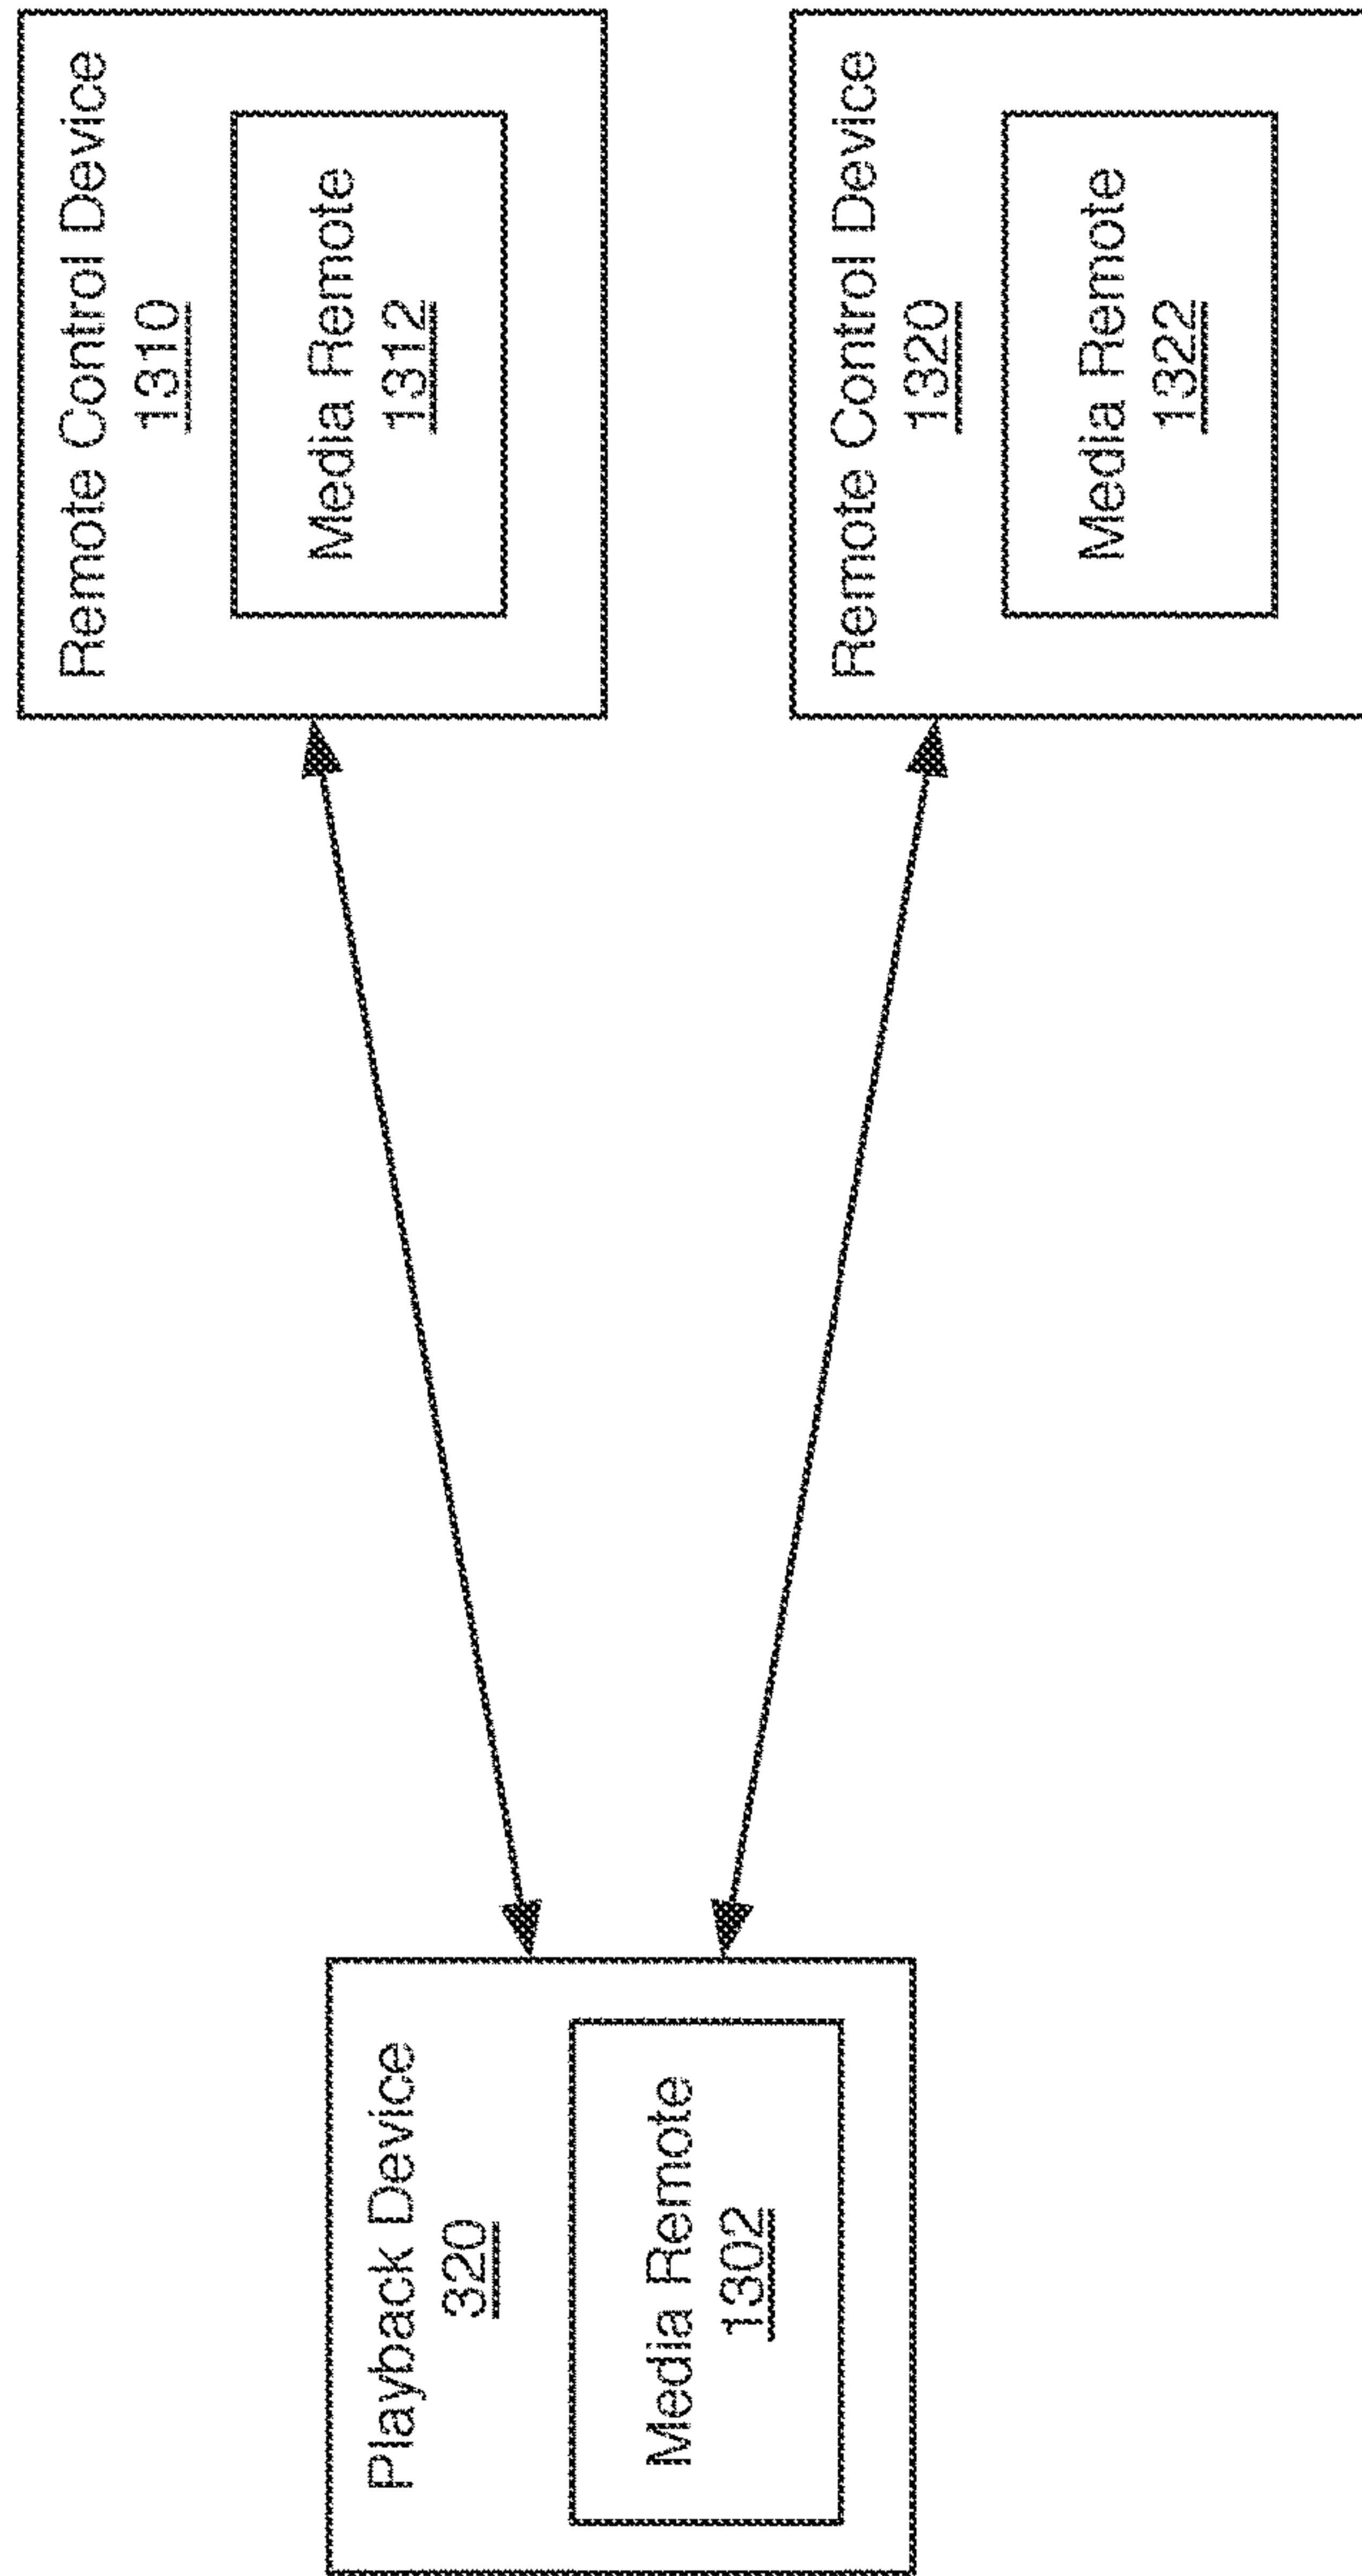 Playback Device
320
Media Remote
1302
Remote Control Device
1310
Media Remote
1312
Remote Control Device
1320
Media Remote
1322